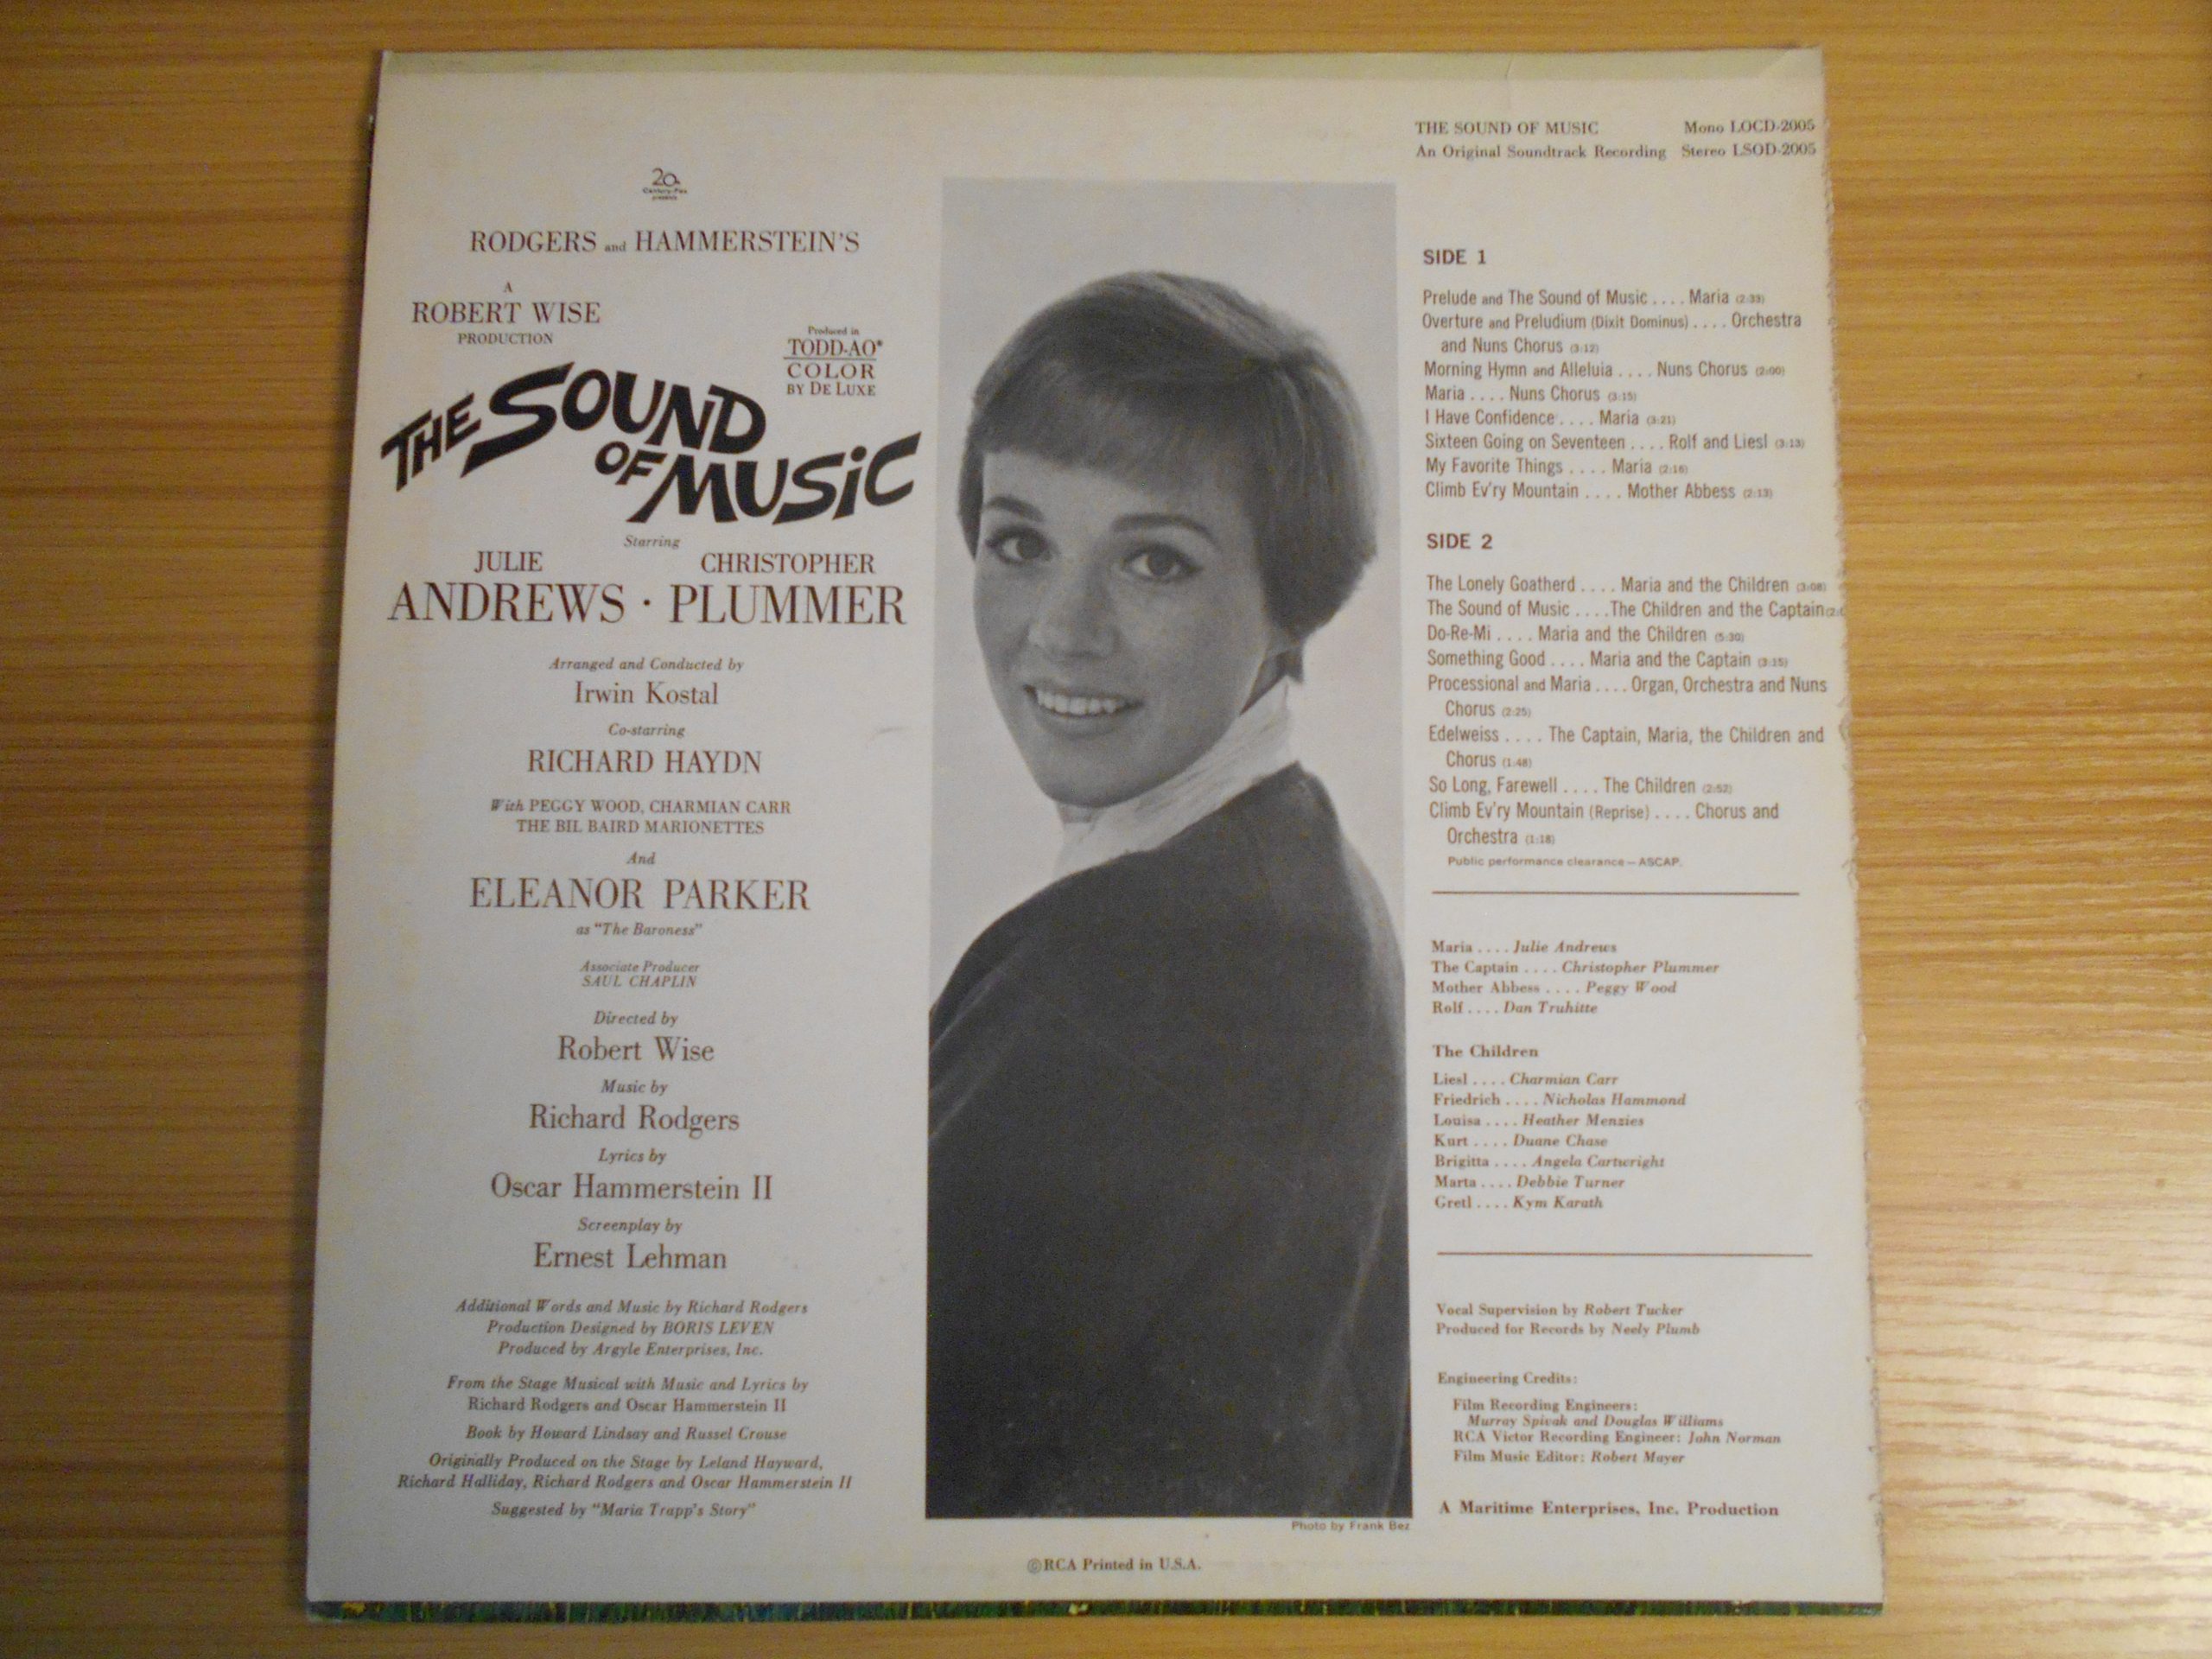 THE SOUND OF MUSIC Mono LOCD-2005
An Original Soundtrack Recording Stereo LSOD-2005
20th
Century-Fox
presents
RODGERS and HAMMERSTEIN'S
A
ROBERT WISE
PRODUCTION
Produced in
TODD-AO®
COLOR
BY DE LUXE
THE SOUND
OF MUSIC
Starring
JULIE CHRISTOPHER
ANDREWS · PLUMMER
Arranged and Conducted by
Irwin Kostal
Co-starring
RICHARD HAYDN
With PEGGY WOOD, CHARMIAN CARR
THE BIL BAIRD MARIONETTES
And
ELEANOR PARKER
as "The Baroness"
Associate Producer
SAUL CHAPLIN
Directed by
Robert Wise
Music by
Richard Rodgers
Lyrics by
Oscar Hammerstein II
Screenplay by
Ernest Lehman
Additional Words and Music by Richard Rodgers
Production Designed by BORIS LEVEN
Produced by Argyle Enterprises, Inc.
From the Stage Musical with Music and Lyrics by
Richard Rodgers and Oscar Hammerstein II
Book by Howard Lindsay and Russel Crouse
Originally Produced on the Stage by Leland Hayward,
Richard Halliday, Richard Rodgers and Oscar Hammerstein II
Suggested by "Maria Trapp's Story"
SIDE 1
Prelude and The Sound of Music .... Maria (2:33)
Overture and Preludium (Dixit Dominus) .... Orchestra
and Nuns Chorus (3:12)
Morning Hymn and Alleluia .... Nuns Chorus (2:00)
Maria .... Nuns Chorus (3:15)
I Have Confidence .... Maria (3:21)
Sixteen Going on Seventeen .... Rolf and Liesl (3:13)
My Favorite Things .... Maria (2:16)
Climb Ev'ry Mountain .... Mother Abbess (2:13)
SIDE 2
The Lonely Goatherd .... Maria and the Children (3:08)
The Sound of Music .... The Children and the Captain
Do-Re-Mi .... Maria and the Children (5:30)
Something Good .... Maria and the Captain (3:15)
Processional and Maria .... Organ, Orchestra and Nuns
Chorus (2:25)
Edelweiss .... The Captain, Maria, the Children and
Chorus (1:48)
So Long, Farewell .... The Children (2:52)
Climb Ev'ry Mountain (Reprise) .... Chorus and
Orchestra (1:18)
Public performance clearance—ASCAP.
Maria .... Julie Andrews
The Captain .... Christopher Plummer
Mother Abbess .... Peggy Wood
Rolf .... Dan Truhitte
The Children
Liesl .... Charmian Carr
Friedrich .... Nicholas Hammond
Louisa .... Heather Menzies
Kurt .... Duane Chase
Brigitta .... Angela Cartwright
Marta .... Debbie Turner
Gretl .... Kym Karath
Vocal Supervision by Robert Tucker
Produced for Records by Neely Plumb
Engineering Credits:
Film Recording Engineers:
Murray Spivak and Douglas Williams
RCA Victor Recording Engineer: John Norman
Film Music Editor: Robert Mayer
A Maritime Enterprises, Inc. Production
Photo by Frank Bez
©RCA Printed in U.S.A.